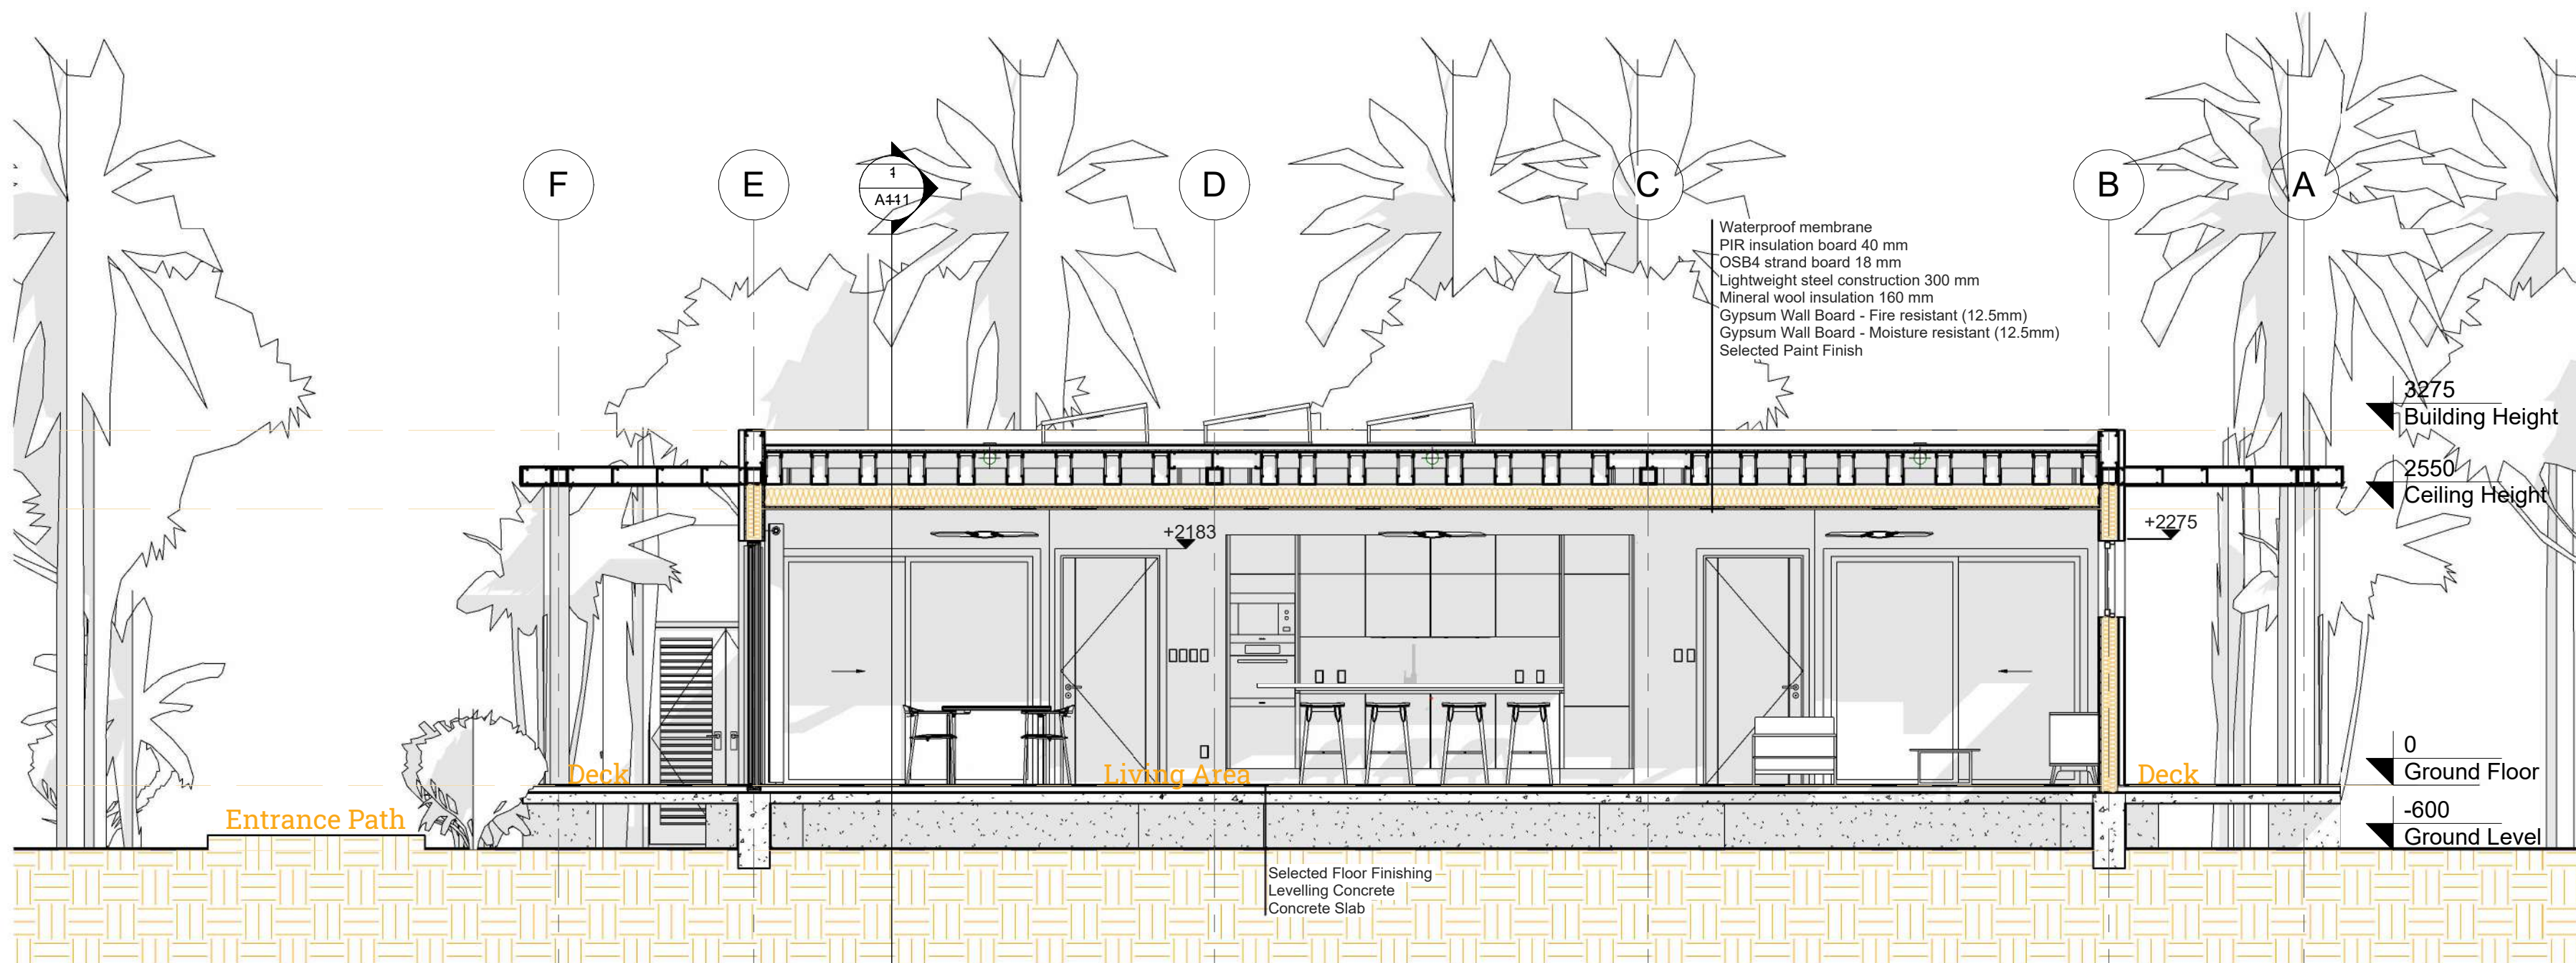 F
E
1
A111
D
C
B
A
Waterproof membrane
PIR insulation board 40 mm
OSB4 strand board 18 mm
Lightweight steel construction 300 mm
Mineral wool insulation 160 mm
Gypsum Wall Board - Fire resistant (12.5mm)
Gypsum Wall Board - Moisture resistant (12.5mm)
Selected Paint Finish
3275
Building Height
2550
Ceiling Height
+2183
+2275
0
Ground Floor
Deck
Living Area
Deck
Entrance Path
-600
Ground Level
Selected Floor Finishing
Levelling Concrete
Concrete Slab